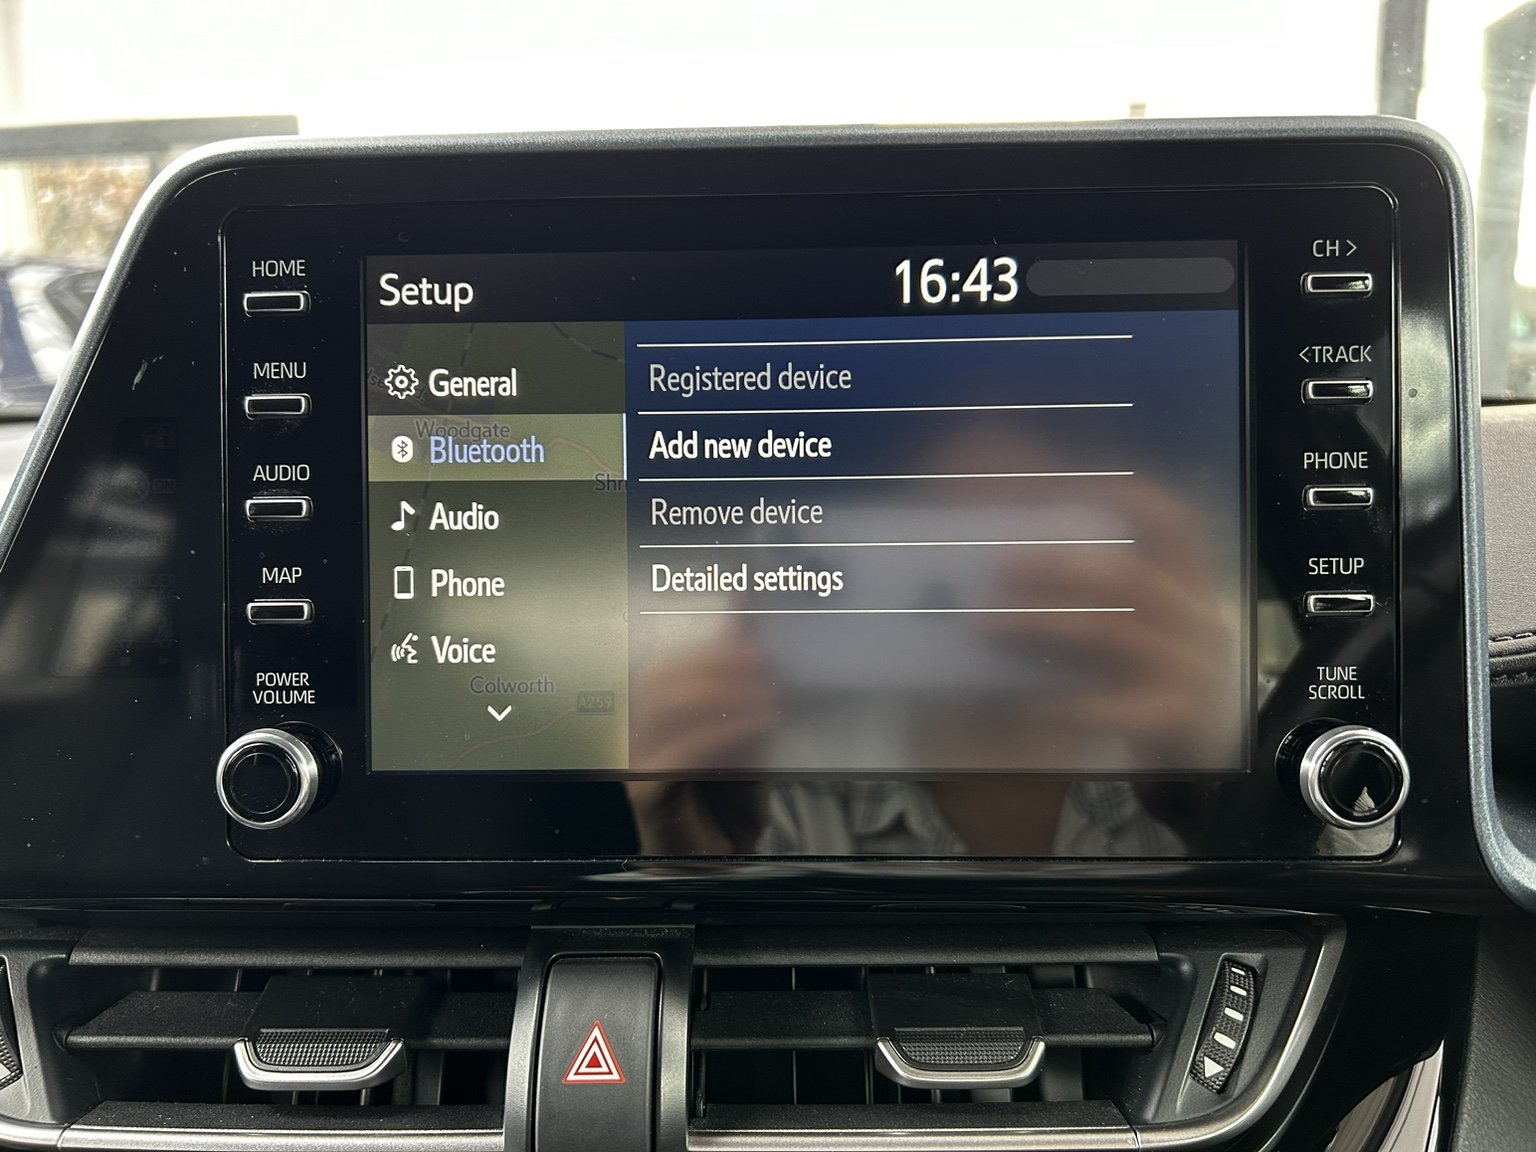 HOME
MENU
AUDIO
MAP
POWER
VOLUME
Setup
16:43
General
Woodgate
Bluetooth
Audio
Phone
Voice
Colworth
A259
Registered device
Add new device
Remove device
Detailed settings
CH >
<TRACK
PHONE
SETUP
TUNE
SCROLL